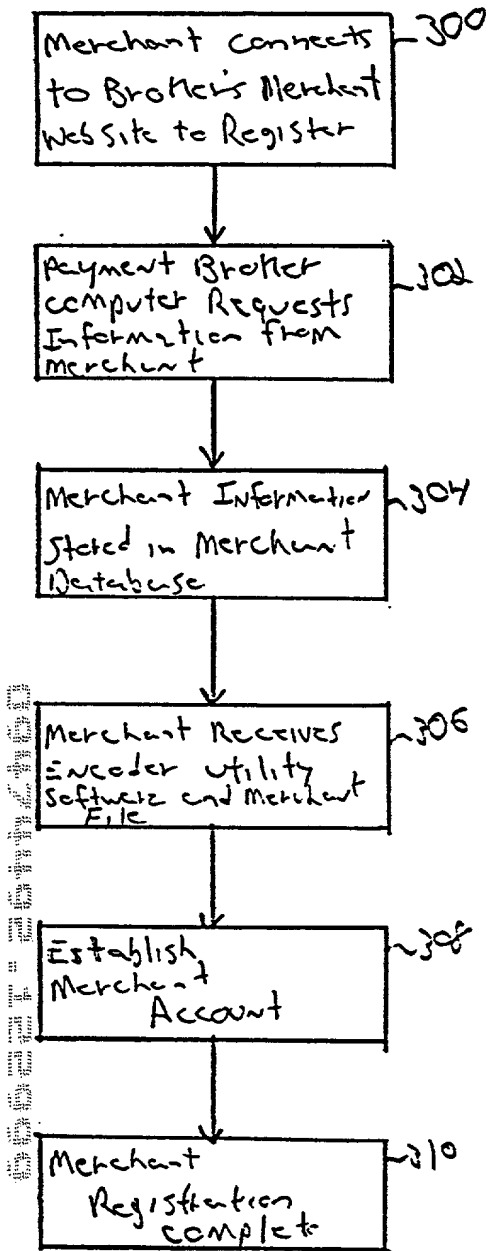 Merchant Connects
to Broker's Merchant
Website to Register
300
Payment Broker
computer Requests
Information from
merchant
302
Merchant Information
Stored in Merchant
Database
304
Merchant Receives
Encoder utility
Software and Merchant
File
306
Establish
Merchant
Account
308
Merchant
Registration
complete
310